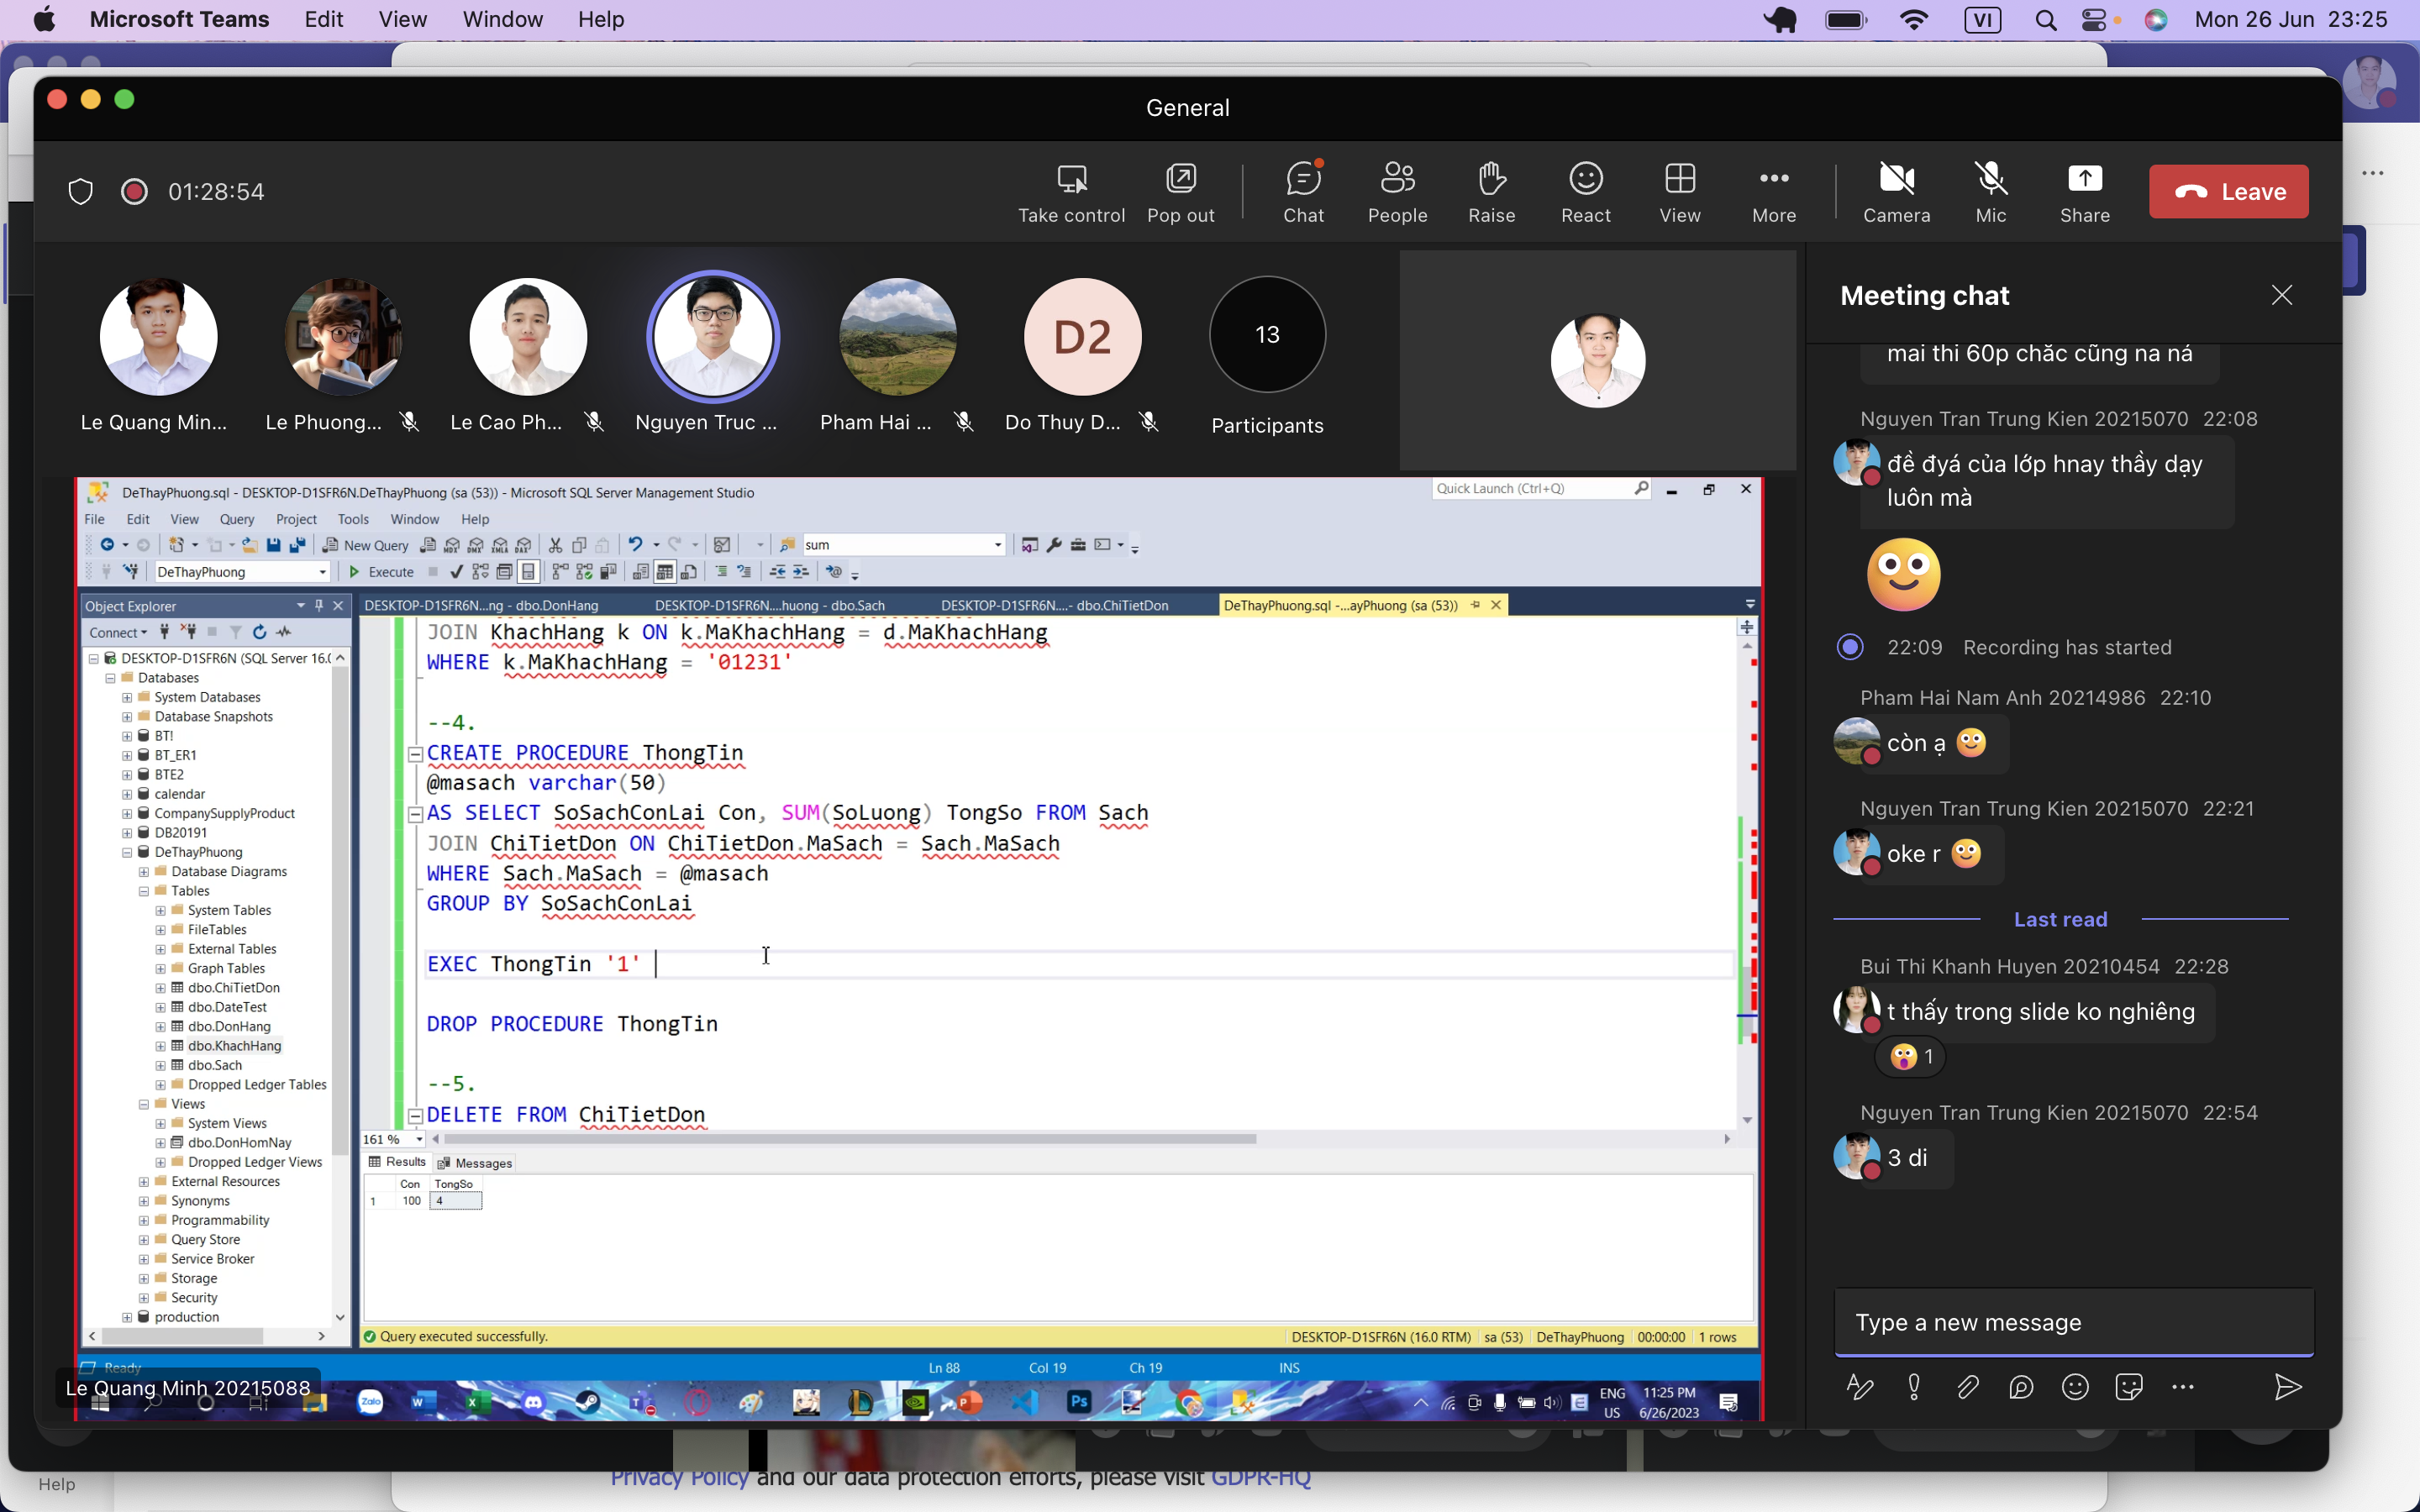 Microsoft Teams Edit View Window Help VI Mon 26 Jun 23:25
General
01:28:54 Take control Pop out Chat People Raise React View More Camera Mic Share Leave
D2 13
Le Quang Min... Le Phuong... Le Cao Ph... Nguyen Truc ... Pham Hai ... Do Thuy D... Participants
DeThayPhuong.sql - DESKTOP-D1SFR6N.DeThayPhuong (sa (53)) - Microsoft SQL Server Management Studio Quick Launch (Ctrl+Q)
File Edit View Query Project Tools Window Help
New Query MDX DMX XMLA DAX sum
DeThayPhuong Execute
Object Explorer
Connect
DESKTOP-D1SFR6N (SQL Server 16.0
Databases
System Databases
Database Snapshots
BT!
BT_ER1
BTE2
calendar
CompanySupplyProduct
DB20191
DeThayPhuong
Database Diagrams
Tables
System Tables
FileTables
External Tables
Graph Tables
dbo.ChiTietDon
dbo.DateTest
dbo.DonHang
dbo.KhachHang
dbo.Sach
Dropped Ledger Tables
Views
System Views
dbo.DonHomNay
Dropped Ledger Views
External Resources
Synonyms
Programmability
Query Store
Service Broker
Storage
Security
production
DESKTOP-D1SFR6N...ng - dbo.DonHang DESKTOP-D1SFR6N....huong - dbo.Sach DESKTOP-D1SFR6N....- dbo.ChiTietDon DeThayPhuong.sql -...ayPhuong (sa (53))
JOIN KhachHang k ON k.MaKhachHang = d.MaKhachHang
WHERE k.MaKhachHang = '01231'
--4.
CREATE PROCEDURE ThongTin
@masach varchar(50)
AS SELECT SoSachConLai Con, SUM(SoLuong) TongSo FROM Sach
JOIN ChiTietDon ON ChiTietDon.MaSach = Sach.MaSach
WHERE Sach.MaSach = @masach
GROUP BY SoSachConLai
EXEC ThongTin '1'
DROP PROCEDURE ThongTin
--5.
DELETE FROM ChiTietDon
161 %
Results Messages
Con TongSo
1 100 4
Query executed successfully. DESKTOP-D1SFR6N (16.0 RTM) sa (53) DeThayPhuong 00:00:00 1 rows
Ready Ln 88 Col 19 Ch 19 INS
Le Quang Minh 20215088
Zalo Ps ENG US 11:25 PM 6/26/2023
Meeting chat
mai thi 60p chắc cũng na ná
Nguyen Tran Trung Kien 20215070 22:08
đề đyá của lớp hnay thầy dạy
luôn mà
22:09 Recording has started
Pham Hai Nam Anh 20214986 22:10
còn ạ
Nguyen Tran Trung Kien 20215070 22:21
oke r
Last read
Bui Thi Khanh Huyen 20210454 22:28
t thấy trong slide ko nghiêng
1
Nguyen Tran Trung Kien 20215070 22:54
3 di
Type a new message
Help
Privacy Policy and our data protection efforts, please visit GDPR-HQ